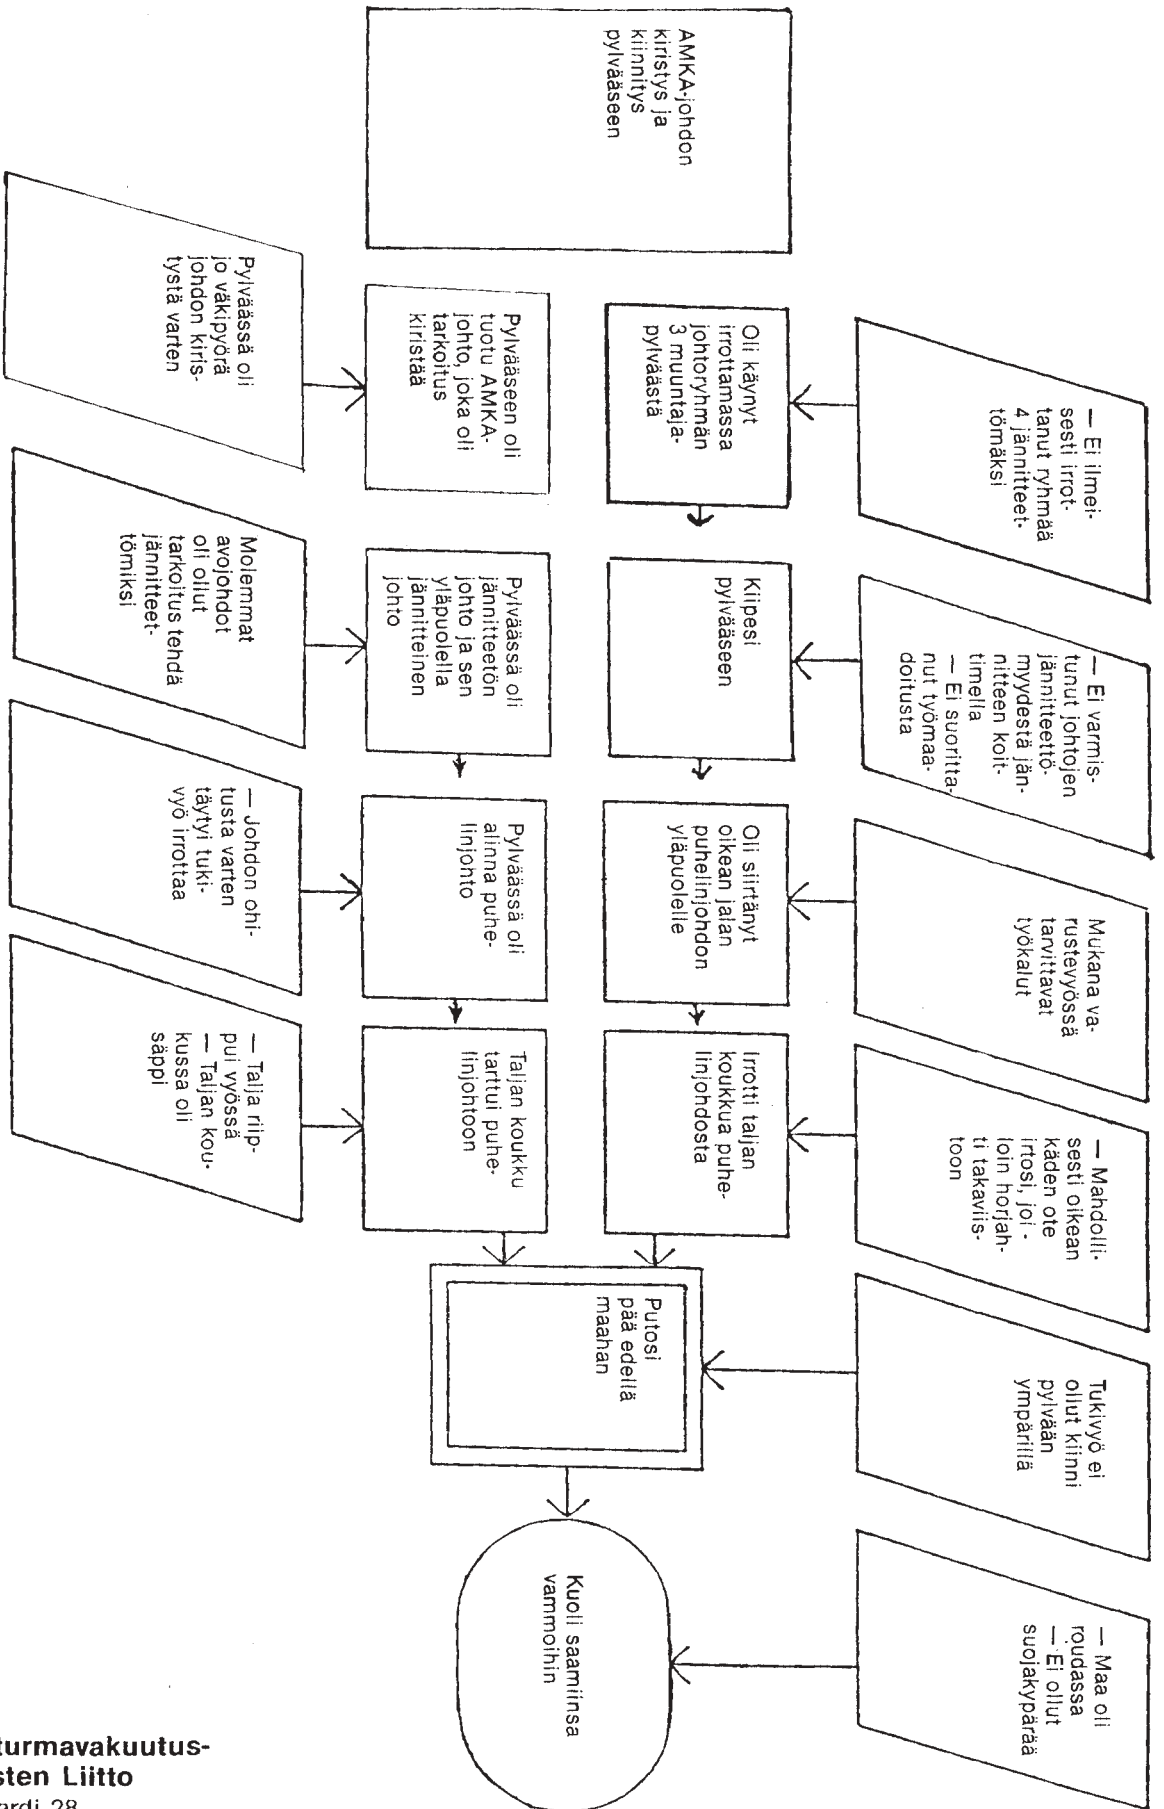 AMKA-johdon
kiristys ja
kiinnitys
pylvääseen
— Ei ilmei-
sesti irrot-
tanut ryhmää
4 jännitteet-
tömäksi
Oli käynyt
irrottamassa
johtoryhmän
3 muuntaja-
pylväästä
Pylvääseen oli
tuotu AMKA-
johto, joka oli
tarkoitus
kiristää
Pylväässä oli
jo väkipyörä
johdon kiris-
tystä varten
— Ei varmis-
tunut johtojen
jännitteettö-
myydestä jän-
nitteen koit-
timella
— Ei suoritta-
nut työmaa-
doitusta
Kiipesi
pylvääseen
Pylväässä oli
jännitteetön
johto ja sen
yläpuolella
jännitteinen
johto
Molemmat
avojohdot
oli ollut
tarkoitus tehdä
jännitteet-
tömiksi
Mukana va-
rustevyössä
tarvittavat
työkalut
Oli siirtänyt
oikean jalan
puhelinjohdon
yläpuolelle
Pylväässä oli
alinna puhe-
linjohto
— Johdon ohi-
tusta varten
täytyi tuki-
vyö irrottaa
— Mahdolli-
sesti oikean
käden ote
irtosi, joi-
loin horjah-
ti takaviis-
toon
Irrotti taljan
koukkua puhe-
linjohdosta
Taljan koukku
tarttui puhe-
linjohtoon
— Talja riip-
pui vyössä
— Taljan kou-
kussa oli
säppi
Tukivyö ei
ollut kiinni
pylvään
ympärillä
Putosi
pää edellä
maahan
— Maa oli
roudassa
— Ei ollut
suojakypärää
Kuoli saamiinsa
vammoihin
turmavakuutus-
sten Liitto
ardi 28